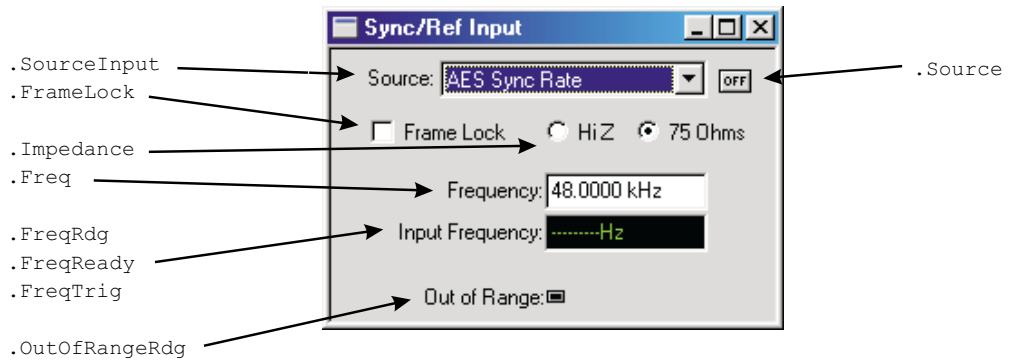 Sync/Ref Input
.SourceInput
Source: AES Sync Rate
OFF
.Source
.FrameLock
Frame Lock
HiZ
75 Ohms
.Impedance
.Freq
Frequency: 48.0000 kHz
.FreqRdg
Input Frequency: ---------Hz
.FreqReady
.FreqTrig
Out of Range:
.OutOfRangeRdg